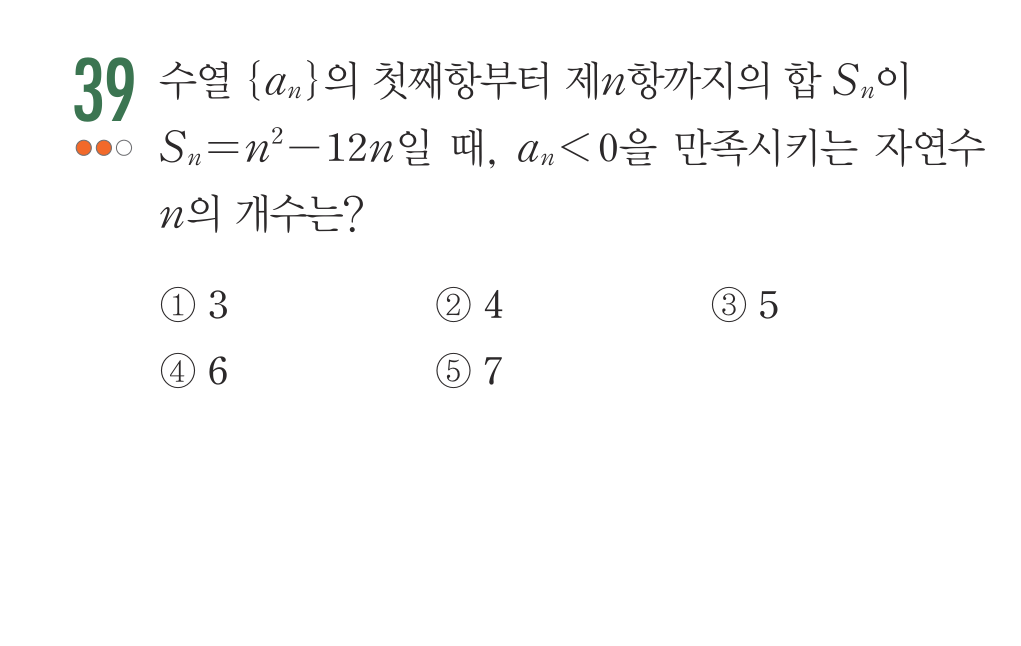 39 수열 {aₙ}의 첫째항부터 제n항까지의 합 Sₙ이
Sₙ=n²−12n일 때, aₙ<0을 만족시키는 자연수
n의 개수는?
① 3 ② 4 ③ 5
④ 6 ⑤ 7